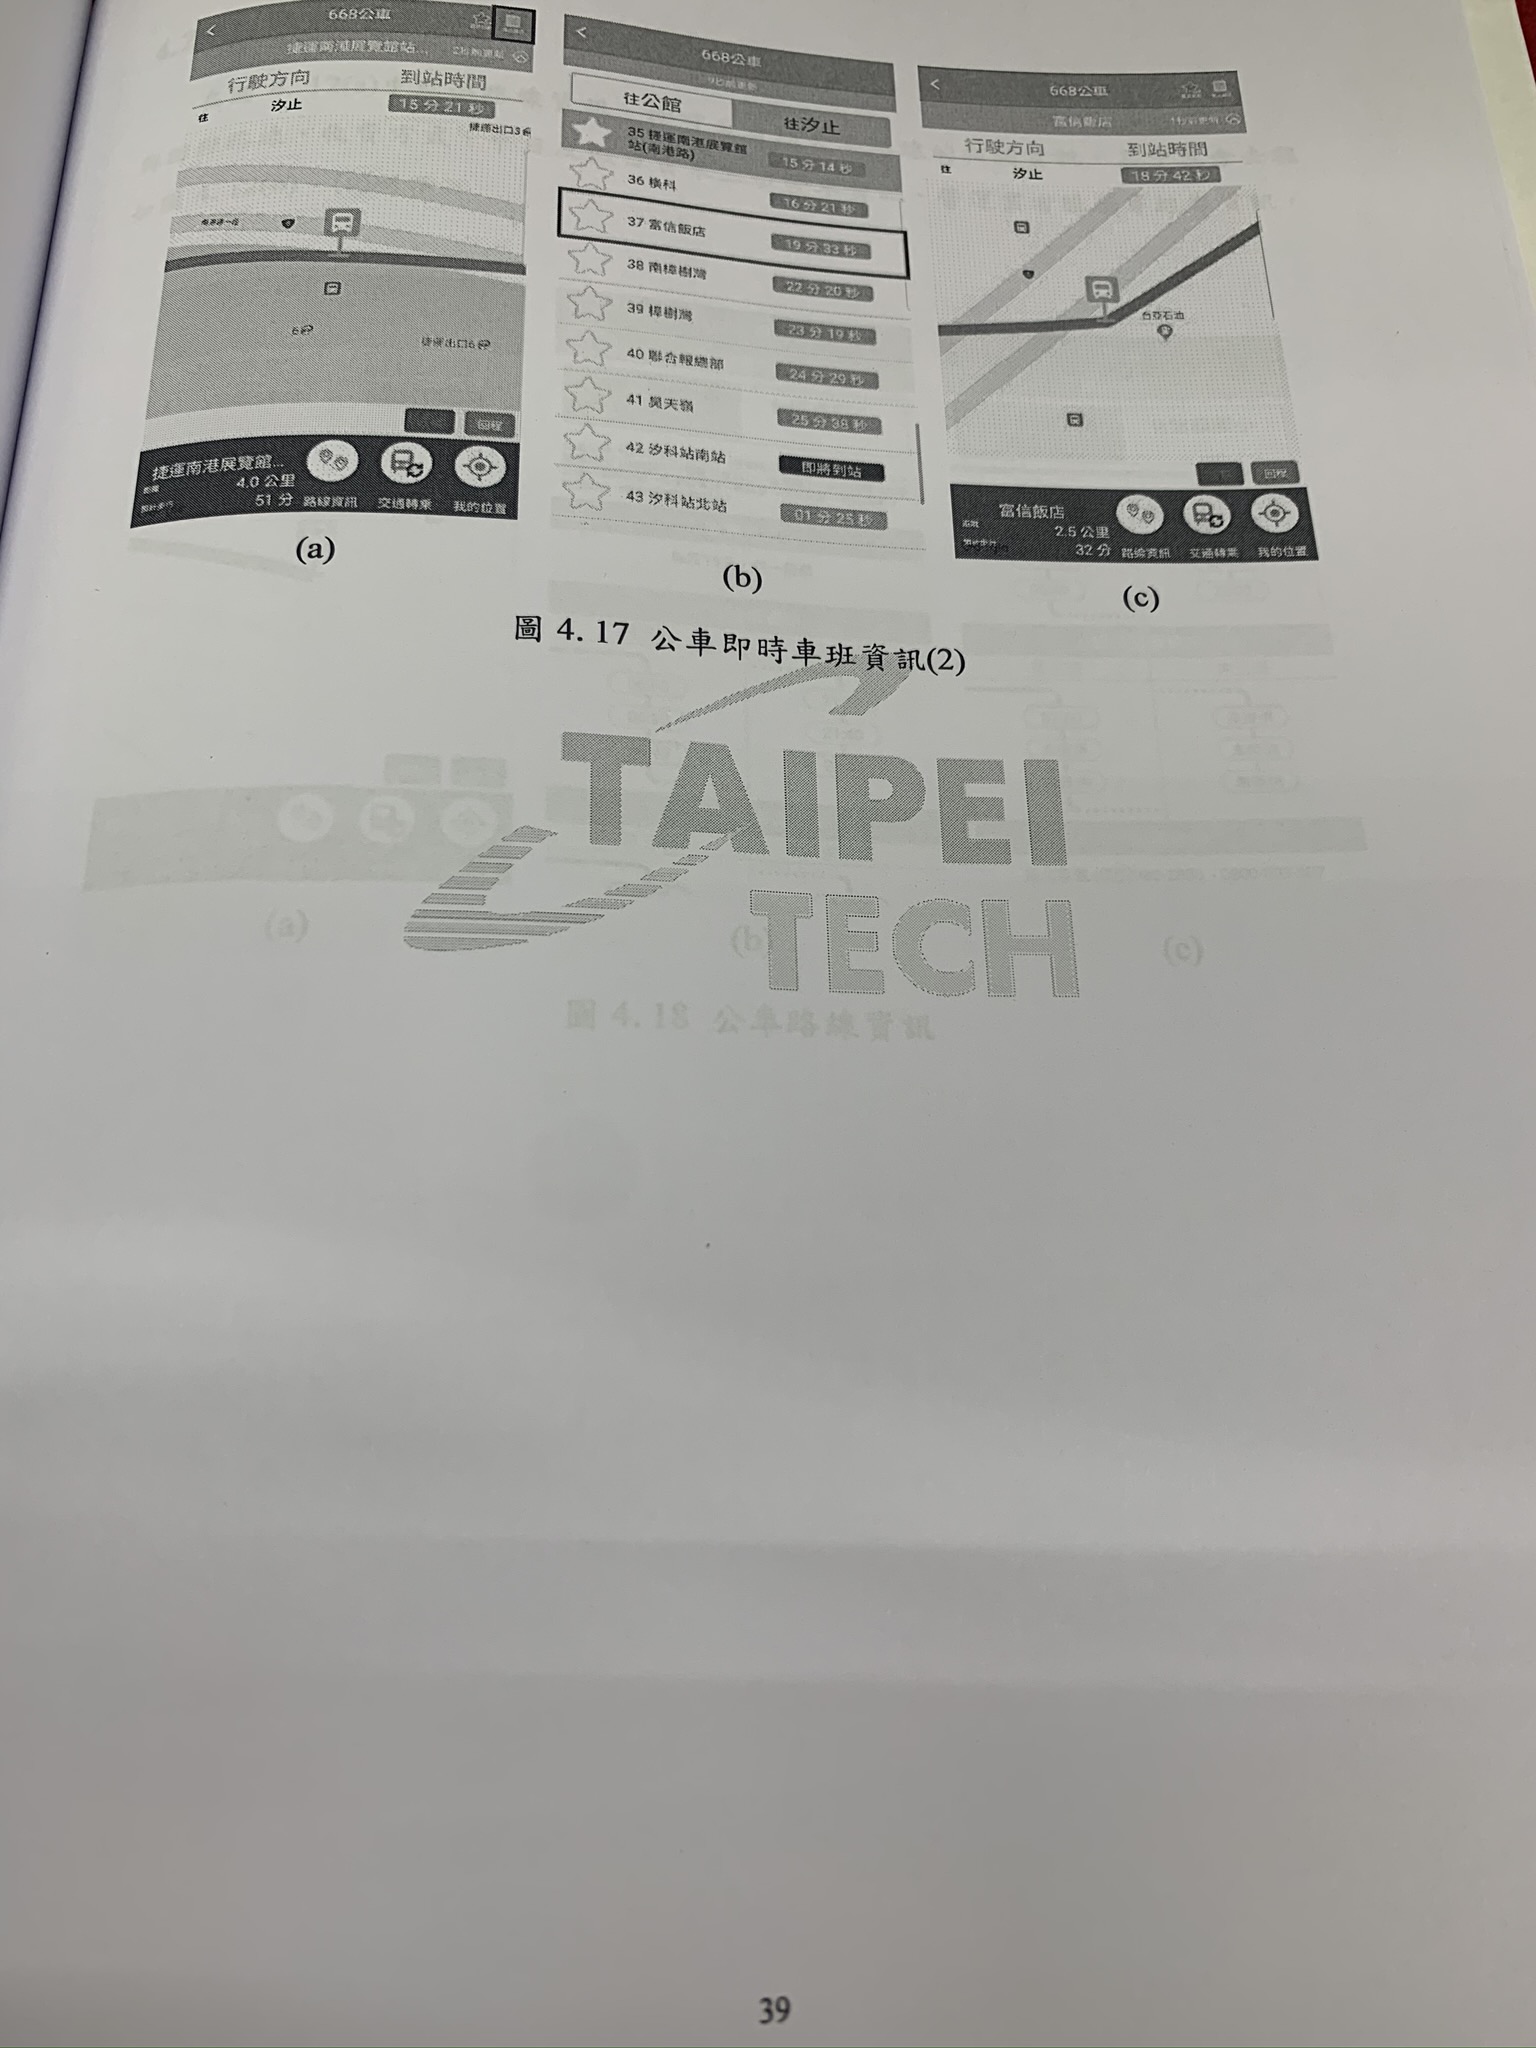 668公車
捷運南港展覽館站...
行駛方向 到站時間
往 汐止 15 分 21 秒
捷運出口3
捷運出口6
回程
捷運南港展覽館...
4.0 公里
51 分 路線資訊 交通轉乘 我的位置
(a)
668公車
往公館 往汐止
35 捷運南港展覽館
站(南港路) 15 分 14 秒
36 橫科 16 分 21 秒
37 富信飯店 19 分 33 秒
38 南樟樹灣 22 分 20 秒
39 樟樹灣 23 分 19 秒
40 聯合報總部 24 分 29 秒
41 昊天嶺 25 分 38 秒
42 汐科站南站 即將到站
43 汐科站北站 01 分 25 秒
(b)
668公車
富信飯店
行駛方向 到站時間
往 汐止 18 分 42 秒
台亞石油
回程
富信飯店
2.5 公里
32 分 路線資訊 交通轉乘 我的位置
(c)
圖 4.17 公車即時車班資訊(2)
TAIPEI
TECH
(a)
(b)
(c)
圖 4.18 公車路線資訊
39